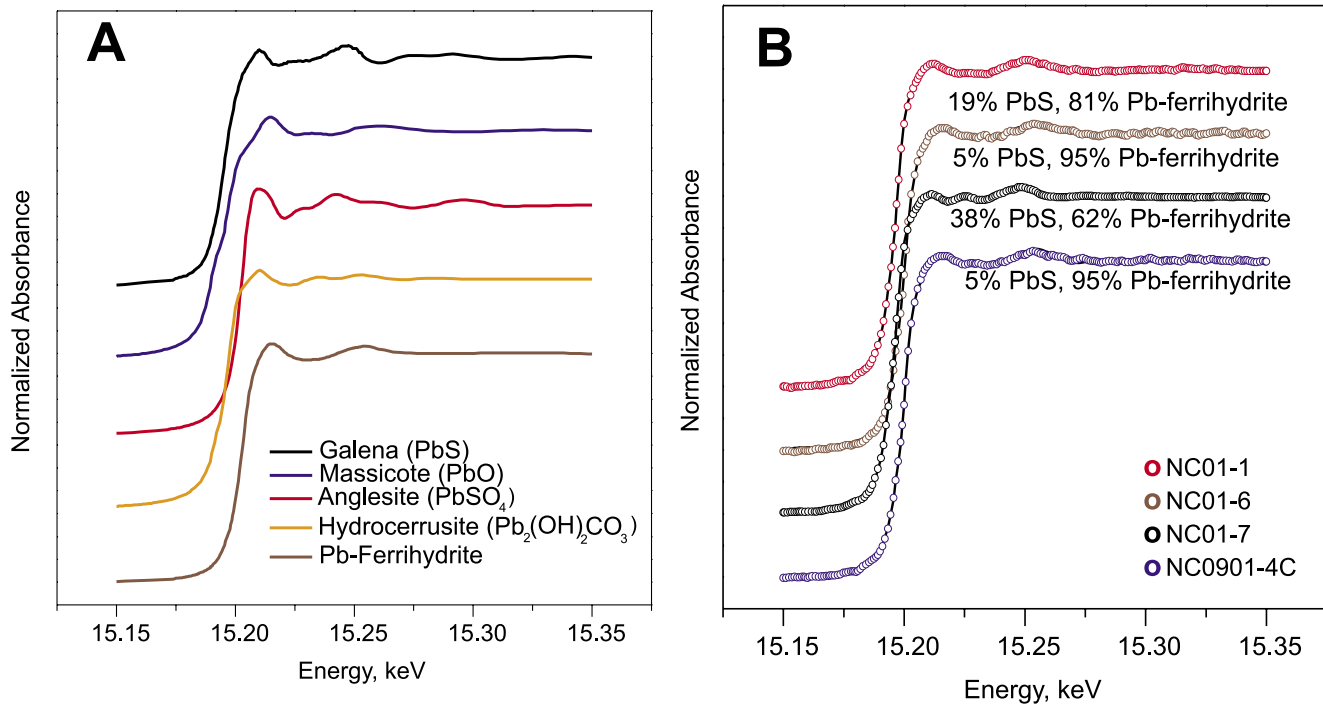 A
Normalized Absorbance
Galena (PbS)
Massicote (PbO)
Anglesite (PbSO₄)
Hydrocerrusite (Pb₂(OH)₂CO₃)
Pb-Ferrihydrite
15.15 15.20 15.25 15.30 15.35
Energy, keV
B
Normalized Absorbance
19% PbS, 81% Pb-ferrihydrite
5% PbS, 95% Pb-ferrihydrite
38% PbS, 62% Pb-ferrihydrite
5% PbS, 95% Pb-ferrihydrite
NC01-1
NC01-6
NC01-7
NC0901-4C
15.15 15.20 15.25 15.30 15.35
Energy, keV